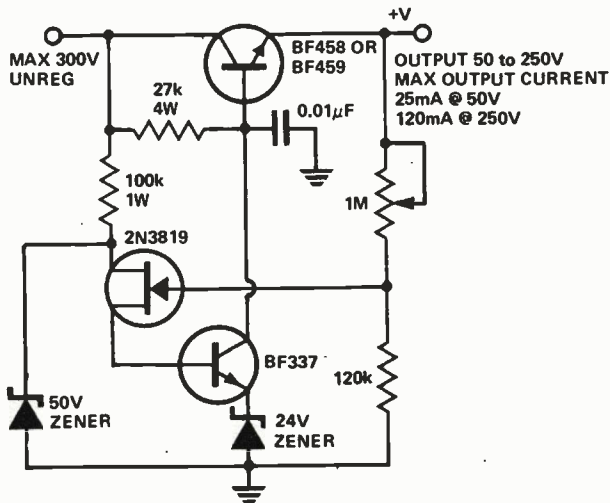 +V
BF458 OR
BF459
MAX 300V
UNREG
OUTPUT 50 to 250V
MAX OUTPUT CURRENT
25mA @ 50V
120mA @ 250V
27k
4W
0.01μF
100k
1W
1M
2N3819
BF337
120k
50V
ZENER
24V
ZENER